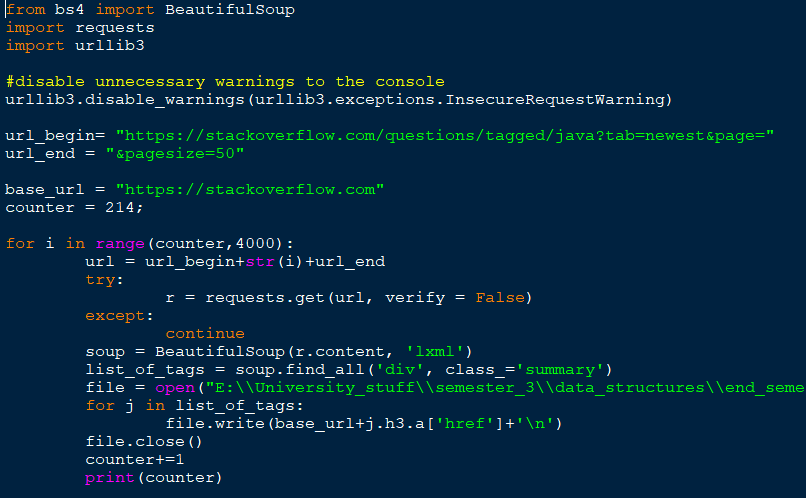 from bs4 import BeautifulSoup
import requests
import urllib3
#disable unnecessary warnings to the console
urllib3.disable_warnings(urllib3.exceptions.InsecureRequestWarning)
url_begin= "https://stackoverflow.com/questions/tagged/java?tab=newest&page="
url_end = "&pagesize=50"
base_url = "https://stackoverflow.com"
counter = 214;
for i in range(counter,4000):
        url = url_begin+str(i)+url_end
        try:
                r = requests.get(url, verify = False)
        except:
                continue
        soup = BeautifulSoup(r.content, 'lxml')
        list_of_tags = soup.find_all('div', class_='summary')
        file = open("E:\\University_stuff\\semester_3\\data_structures\\end_seme
        for j in list_of_tags:
                file.write(base_url+j.h3.a['href']+'\n')
        file.close()
        counter+=1
        print(counter)